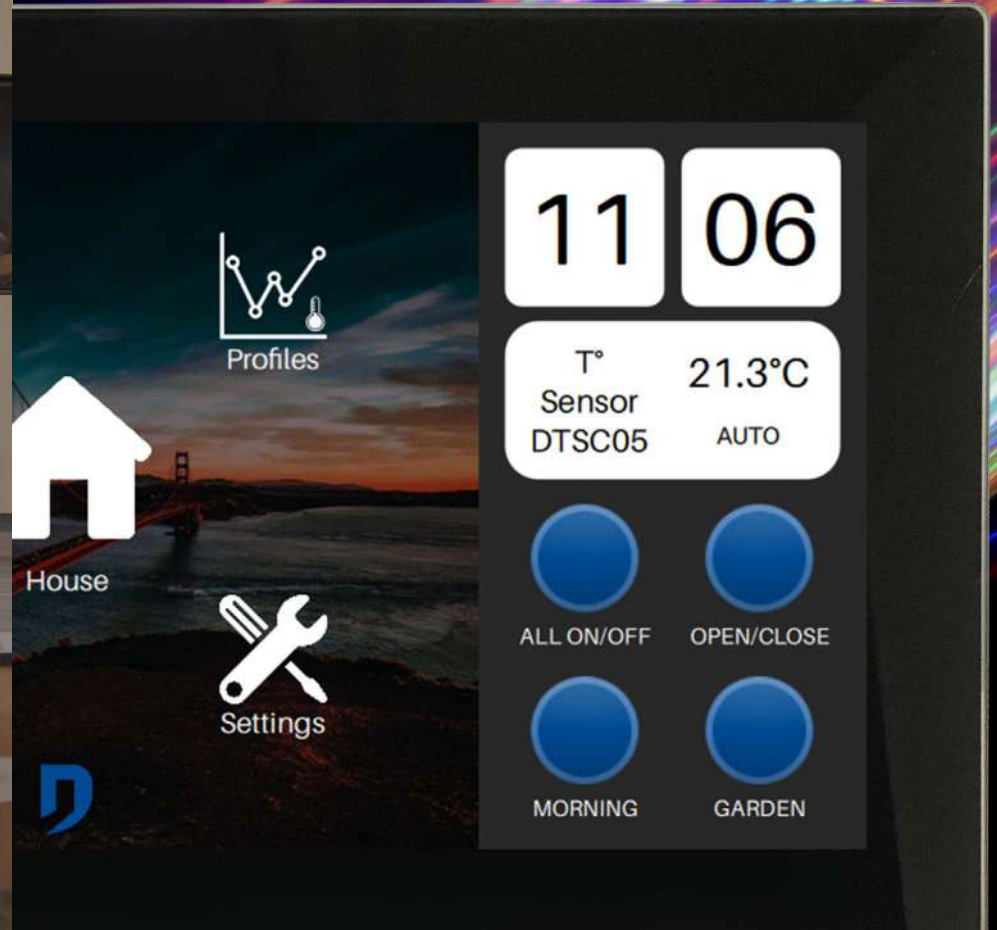 11 06
T°
Sensor
DTSC05
21.3°C
AUTO
Profiles
House
Settings
ALL ON/OFF
OPEN/CLOSE
MORNING
GARDEN